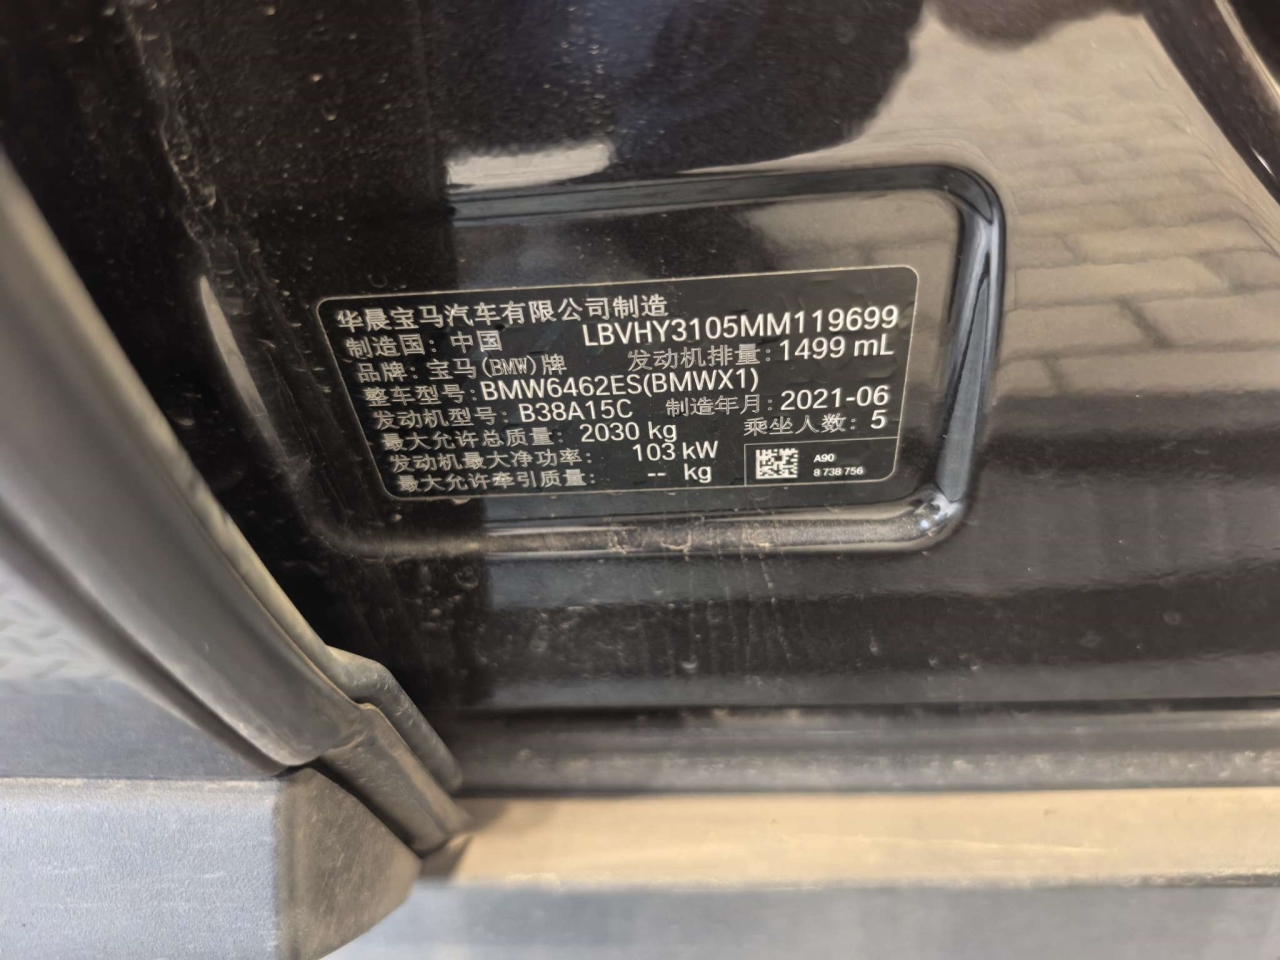 华晨宝马汽车有限公司制造
制造国：中国 LBVHY3105MM119699
品牌：宝马(BMW)牌 发动机排量：1499 mL
整车型号：BMW6462ES(BMWX1)
发动机型号：B38A15C 制造年月：2021-06
最大允许总质量：2030 kg 乘坐人数：5
发动机最大净功率：103 kW
最大允许牵引质量：-- kg
A90
8 738 756